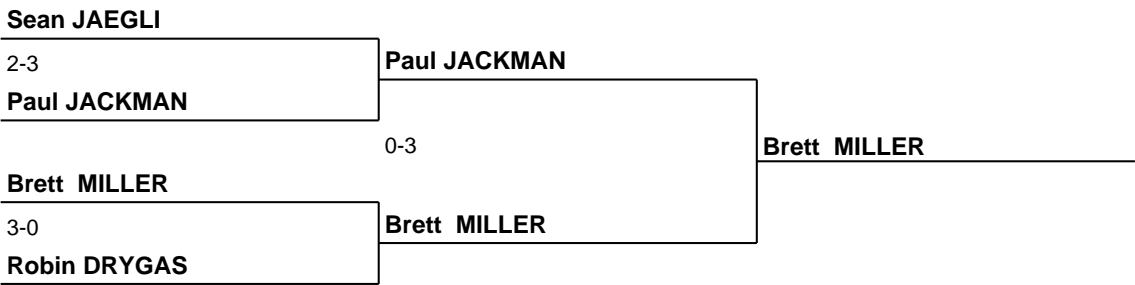 Sean JAEGLI
2-3
Paul JACKMAN
Paul JACKMAN
0-3
Brett MILLER
Brett MILLER
3-0
Brett MILLER
Robin DRYGAS